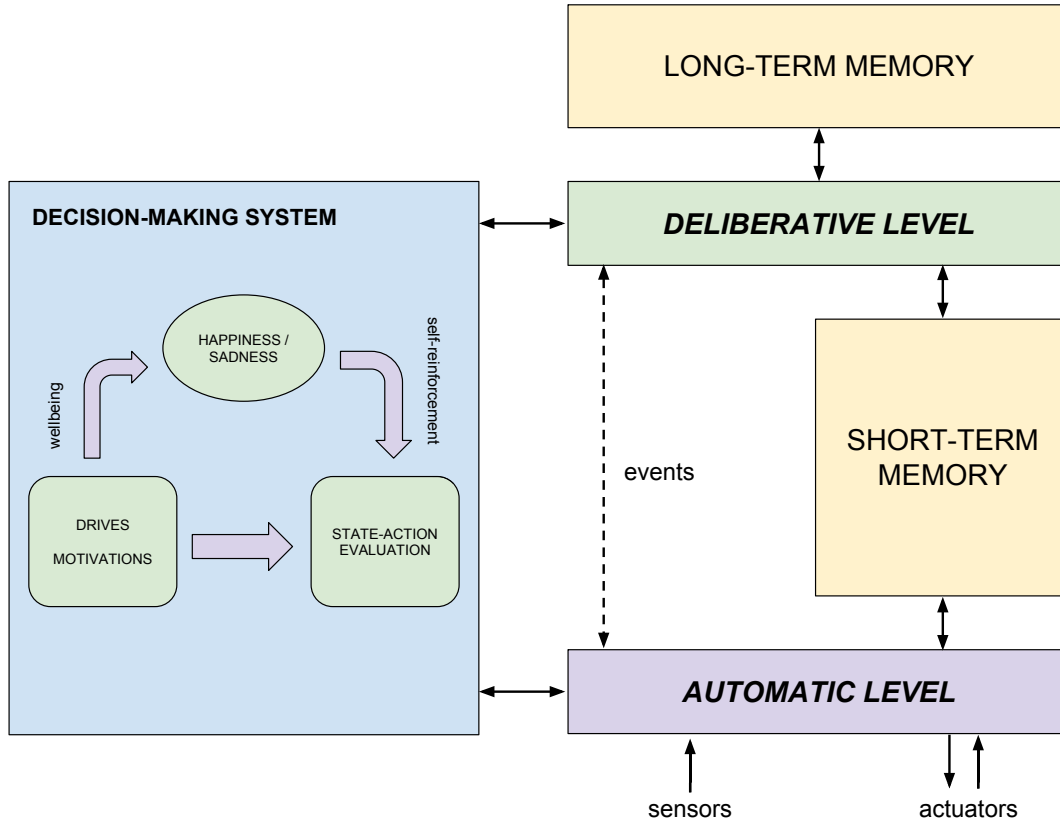 LONG-TERM MEMORY
DECISION-MAKING SYSTEM
DELIBERATIVE LEVEL
HAPPINESS /
SADNESS
self-reinforcement
wellbeing
DRIVES
MOTIVATIONS
STATE-ACTION
EVALUATION
events
SHORT-TERM
MEMORY
AUTOMATIC LEVEL
sensors
actuators